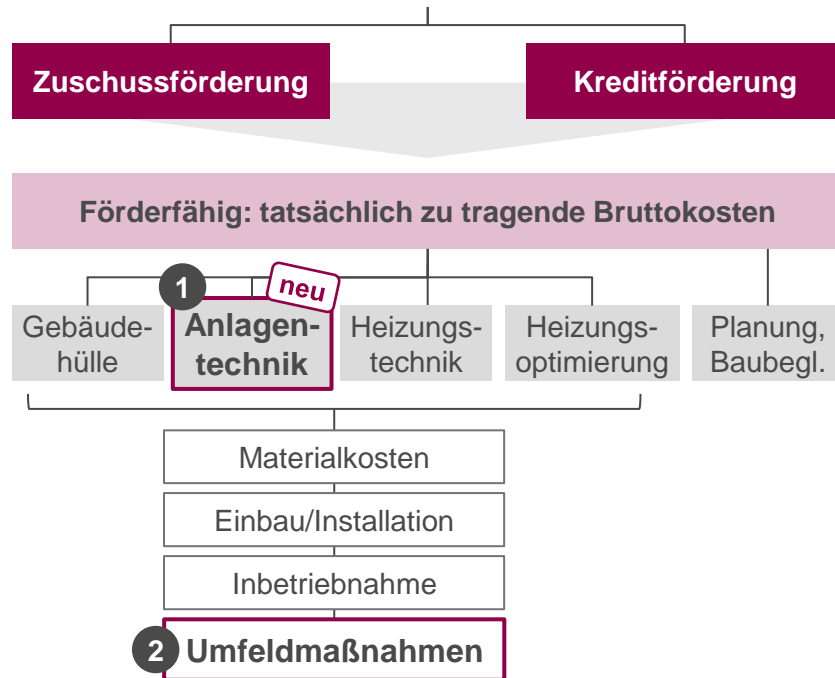 Zuschussförderung
Kreditförderung
Förderfähig: tatsächlich zu tragende Bruttokosten
1
neu
Gebäude-
hülle
Anlagen-
technik
Heizungs-
technik
Heizungs-
optimierung
Planung,
Baubegl.
Materialkosten
Einbau/Installation
Inbetriebnahme
2
Umfeldmaßnahmen